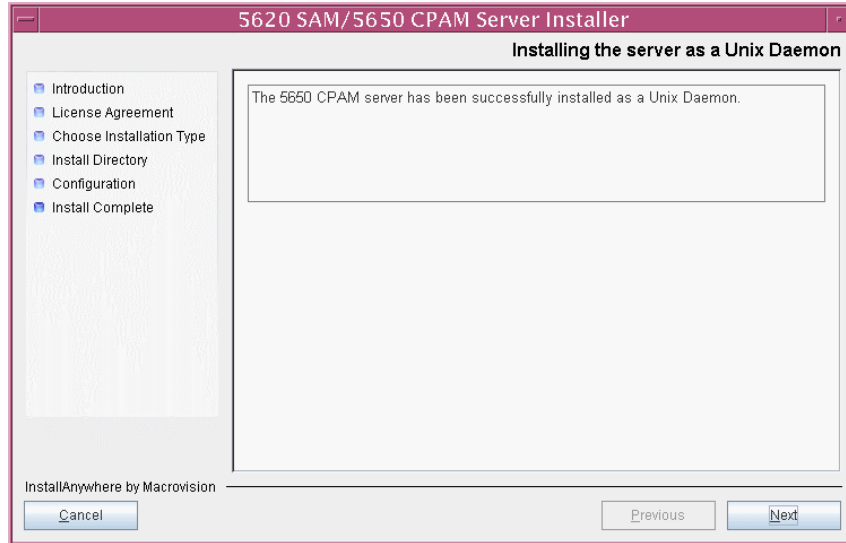 5620 SAM/5650 CPAM Server Installer
Installing the server as a Unix Daemon
Introduction
License Agreement
Choose Installation Type
Install Directory
Configuration
Install Complete
The 5650 CPAM server has been successfully installed as a Unix Daemon.
InstallAnywhere by Macrovision
Cancel
Previous
Next